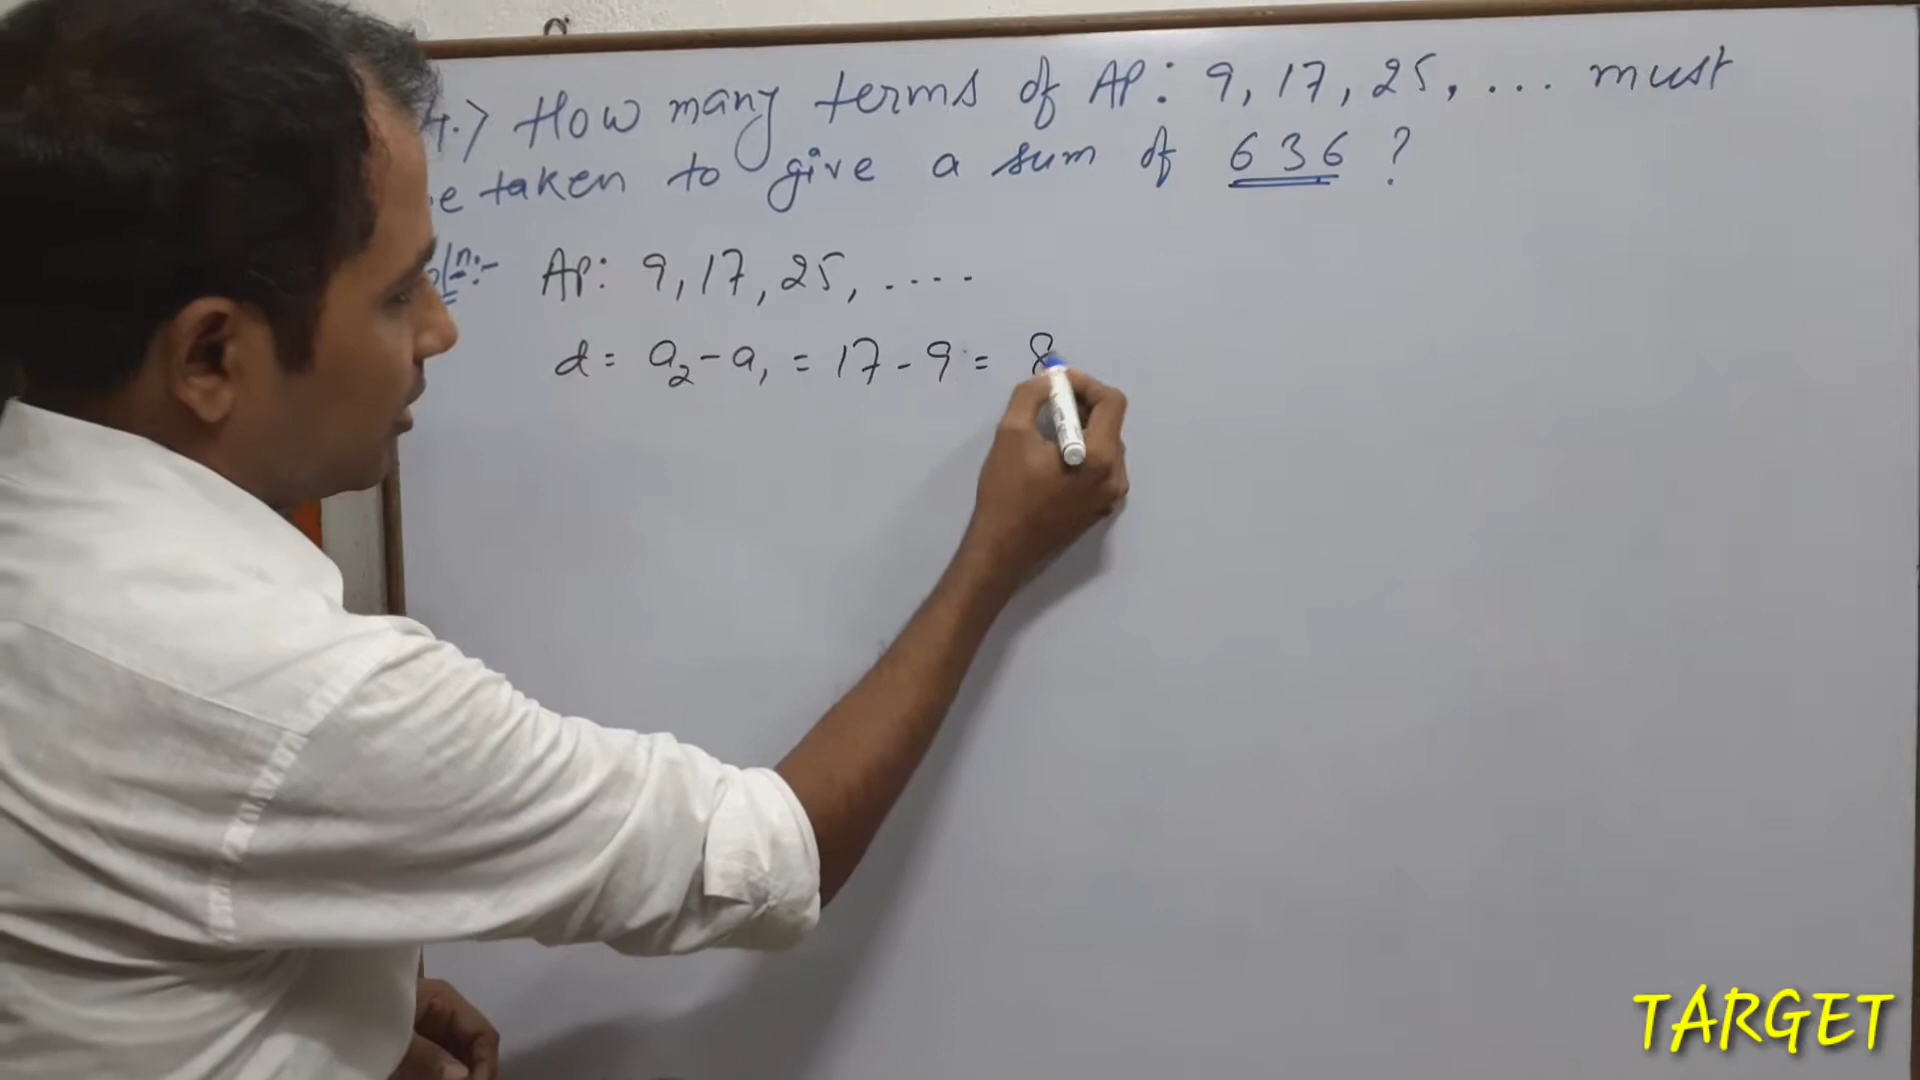 4.) How many terms of AP: 9, 17, 25, ... must
e taken to give a sum of 636 ?
ln:- AP: 9, 17, 25, ....
d = a₂ - a₁ = 17 - 9 = 8
TARGET